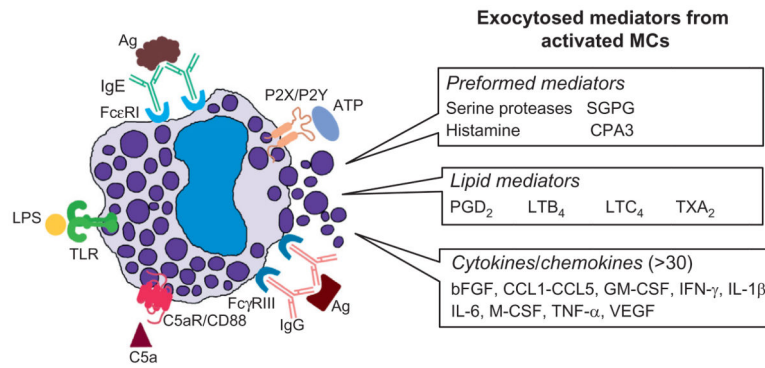 Exocytosed mediators from
activated MCs
Ag
IgE
FcεRI
P2X/P2Y
ATP
LPS
TLR
C5aR/CD88
C5a
FcγRIII
IgG
Ag
Preformed mediators
Serine proteases SGPG
Histamine CPA3
Lipid mediators
PGD₂ LTB₄ LTC₄ TXA₂
Cytokines/chemokines (>30)
bFGF, CCL1-CCL5, GM-CSF, IFN-γ, IL-1β
IL-6, M-CSF, TNF-α, VEGF